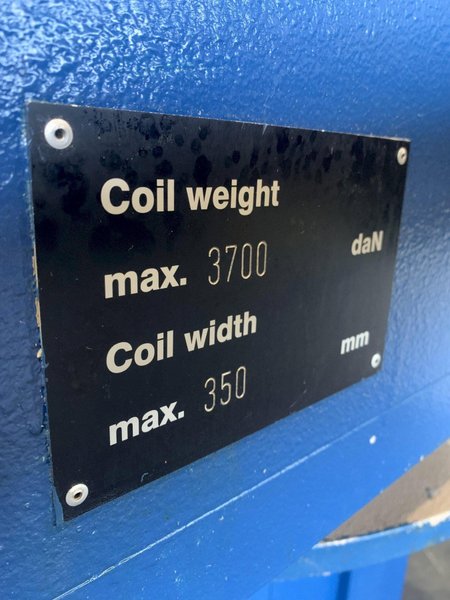 Coil weight
max. 3700 daN
Coil width
max. 350 mm